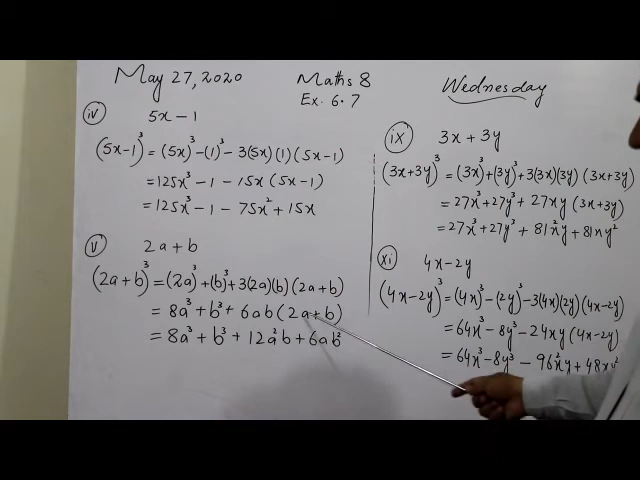 May 27, 2020 Maths 8 Wednesday
Ex. 6.7
iv) 5x − 1
(5x−1)³ = (5x)³ − (1)³ − 3(5x)(1)(5x−1)
= 125x³ − 1 − 15x (5x−1)
= 125x³ − 1 − 75x² + 15x
v) 2a + b
(2a+b)³ = (2a)³ + (b)³ + 3(2a)(b)(2a+b)
= 8a³ + b³ + 6ab(2a+b)
= 8a³ + b³ + 12a²b + 6ab²
ix) 3x + 3y
(3x+3y)³ = (3x)³ + (3y)³ + 3(3x)(3y)(3x+3y)
= 27x³ + 27y³ + 27xy (3x+3y)
= 27x³ + 27y³ + 81x²y + 81xy²
xi) 4x − 2y
(4x−2y)³ = (4x)³ − (2y)³ − 3(4x)(2y)(4x−2y)
= 64x³ − 8y³ − 24xy (4x−2y)
= 64x³ − 8y³ − 96x²y + 48xy²